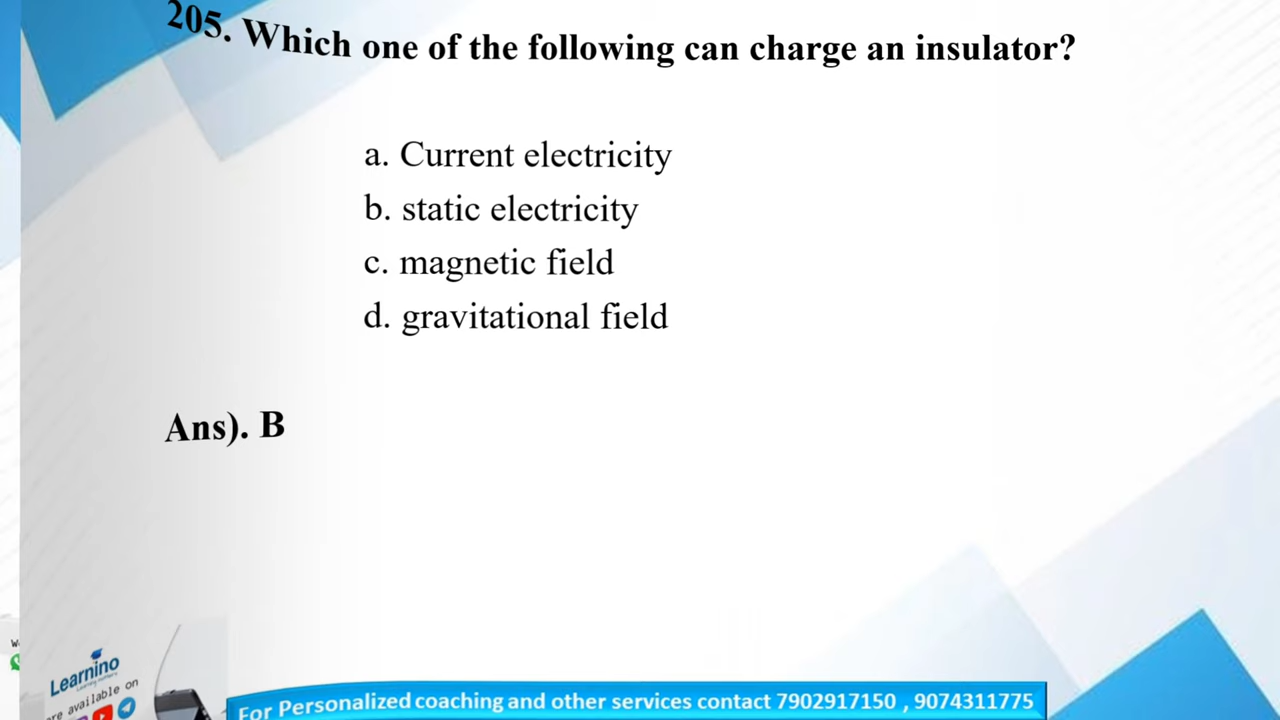 205. Which one of the following can charge an insulator?
a. Current electricity
b. static electricity
c. magnetic field
d. gravitational field
Ans). B
Learnino
available on
For Personalized coaching and other services contact 7902917150 , 9074311775